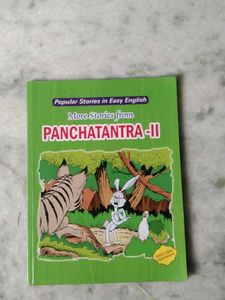 Popular Stories in Easy English
More Stories from
PANCHATANTRA -II